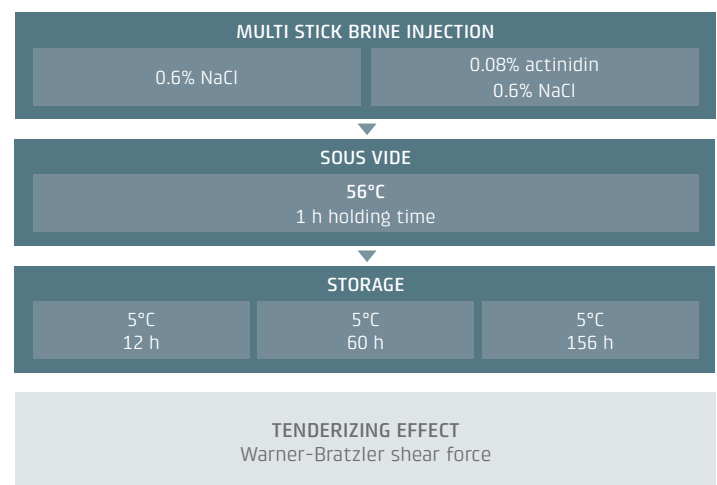 MULTI STICK BRINE INJECTION
0.6% NaCl
0.08% actinidin
0.6% NaCl
SOUS VIDE
56°C
1 h holding time
STORAGE
5°C
12 h
5°C
60 h
5°C
156 h
TENDERIZING EFFECT
Warner-Bratzler shear force